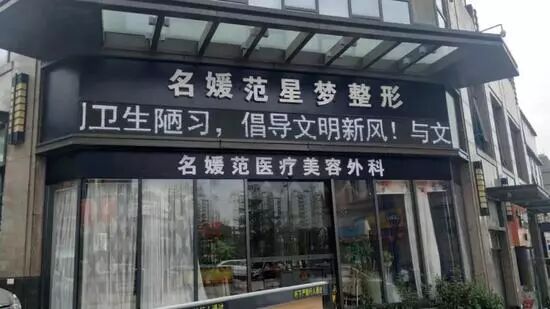 名媛范星梦整形
卫生陋习，倡导文明新风！与文
名媛范医疗美容外科